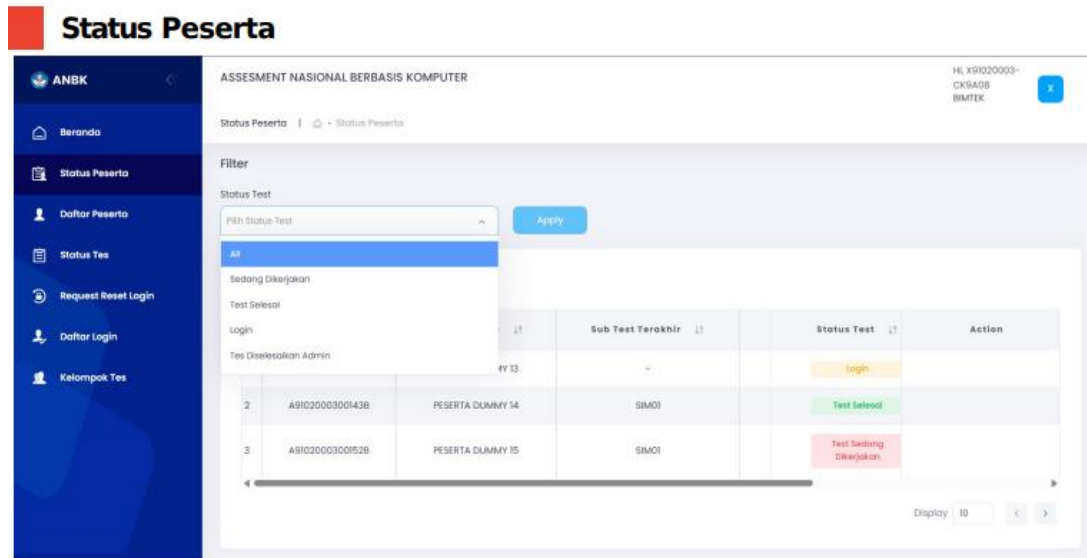 Status Peserta
ANBK
ASSESMENT NASIONAL BERBASIS KOMPUTER
Hi, X91020003-
CK9A0B
BIMTEK
X
Beranda
Status Peserta
Daftar Peserta
Status Tes
Request Reset Login
Daftar Login
Kelompok Tes
Status Peserta | - Status Peserta
Filter
Status Test
Pilih Status Test
Apply
All
Sedang Dikerjakan
Test Selesai
Login
Tes Diselesaikan Admin
Sub Test Terakhir Status Test Action
MY 13 - Login
2 A9102000300143B PESERTA DUMMY 14 SIM01 Test Selesai
3 A9102000300152B PESERTA DUMMY 15 SIM01 Test Sedang
Dikerjakan
Display 10